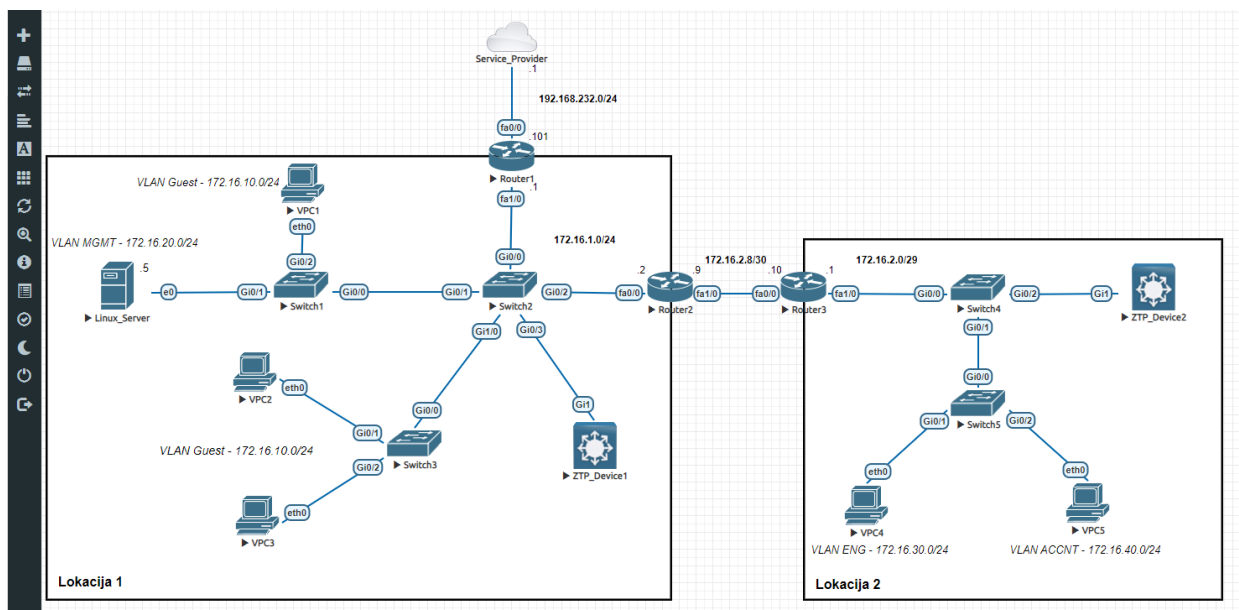 Service_Provider
.1
192.168.232.0/24
fa0/0
.101
Router1
.1
fa1/0
VLAN Guest - 172.16.10.0/24
VPC1
eth0
VLAN MGMT - 172.16.20.0/24
172.16.1.0/24
Gi0/0
Gi0/2
.5
e0
Gi0/1
Gi0/0
Gi0/1
Gi0/2
fa0/0
Linux_Server
Switch1
Switch2
.2
.9
172.16.2.8/30
.10
.1
172.16.2.0/29
Router2
fa1/0
fa0/0
Router3
fa1/0
Gi0/0
Gi0/2
Gi1
Switch4
ZTP_Device2
Gi1/0
Gi0/3
Gi0/1
VPC2
eth0
Gi0/0
Gi1
Gi0/0
Gi0/1
VLAN Guest - 172.16.10.0/24
Gi0/2
Switch3
ZTP_Device1
Gi0/1
Switch5
Gi0/2
eth0
VPC3
eth0
eth0
VPC4
VPC5
VLAN ENG - 172.16.30.0/24
VLAN ACCNT - 172.16.40.0/24
Lokacija 1
Lokacija 2
A